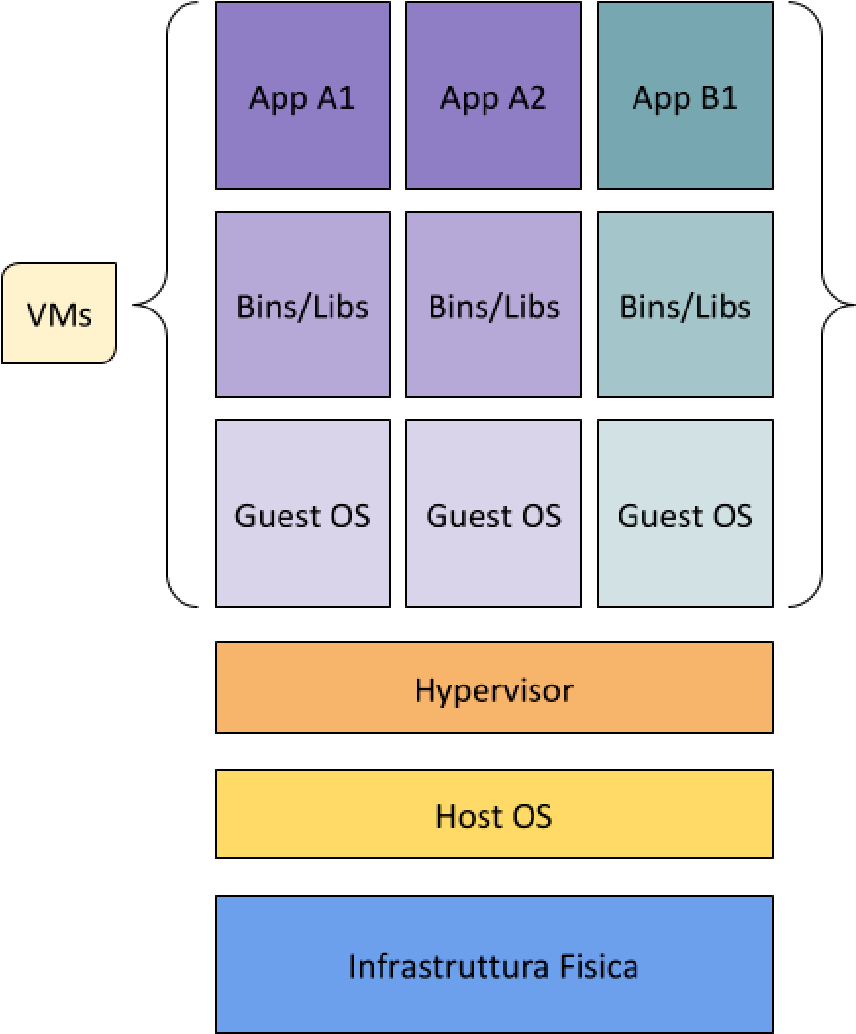 App A1
App A2
App B1
VMs
Bins/Libs
Bins/Libs
Bins/Libs
Guest OS
Guest OS
Guest OS
Hypervisor
Host OS
Infrastruttura Fisica